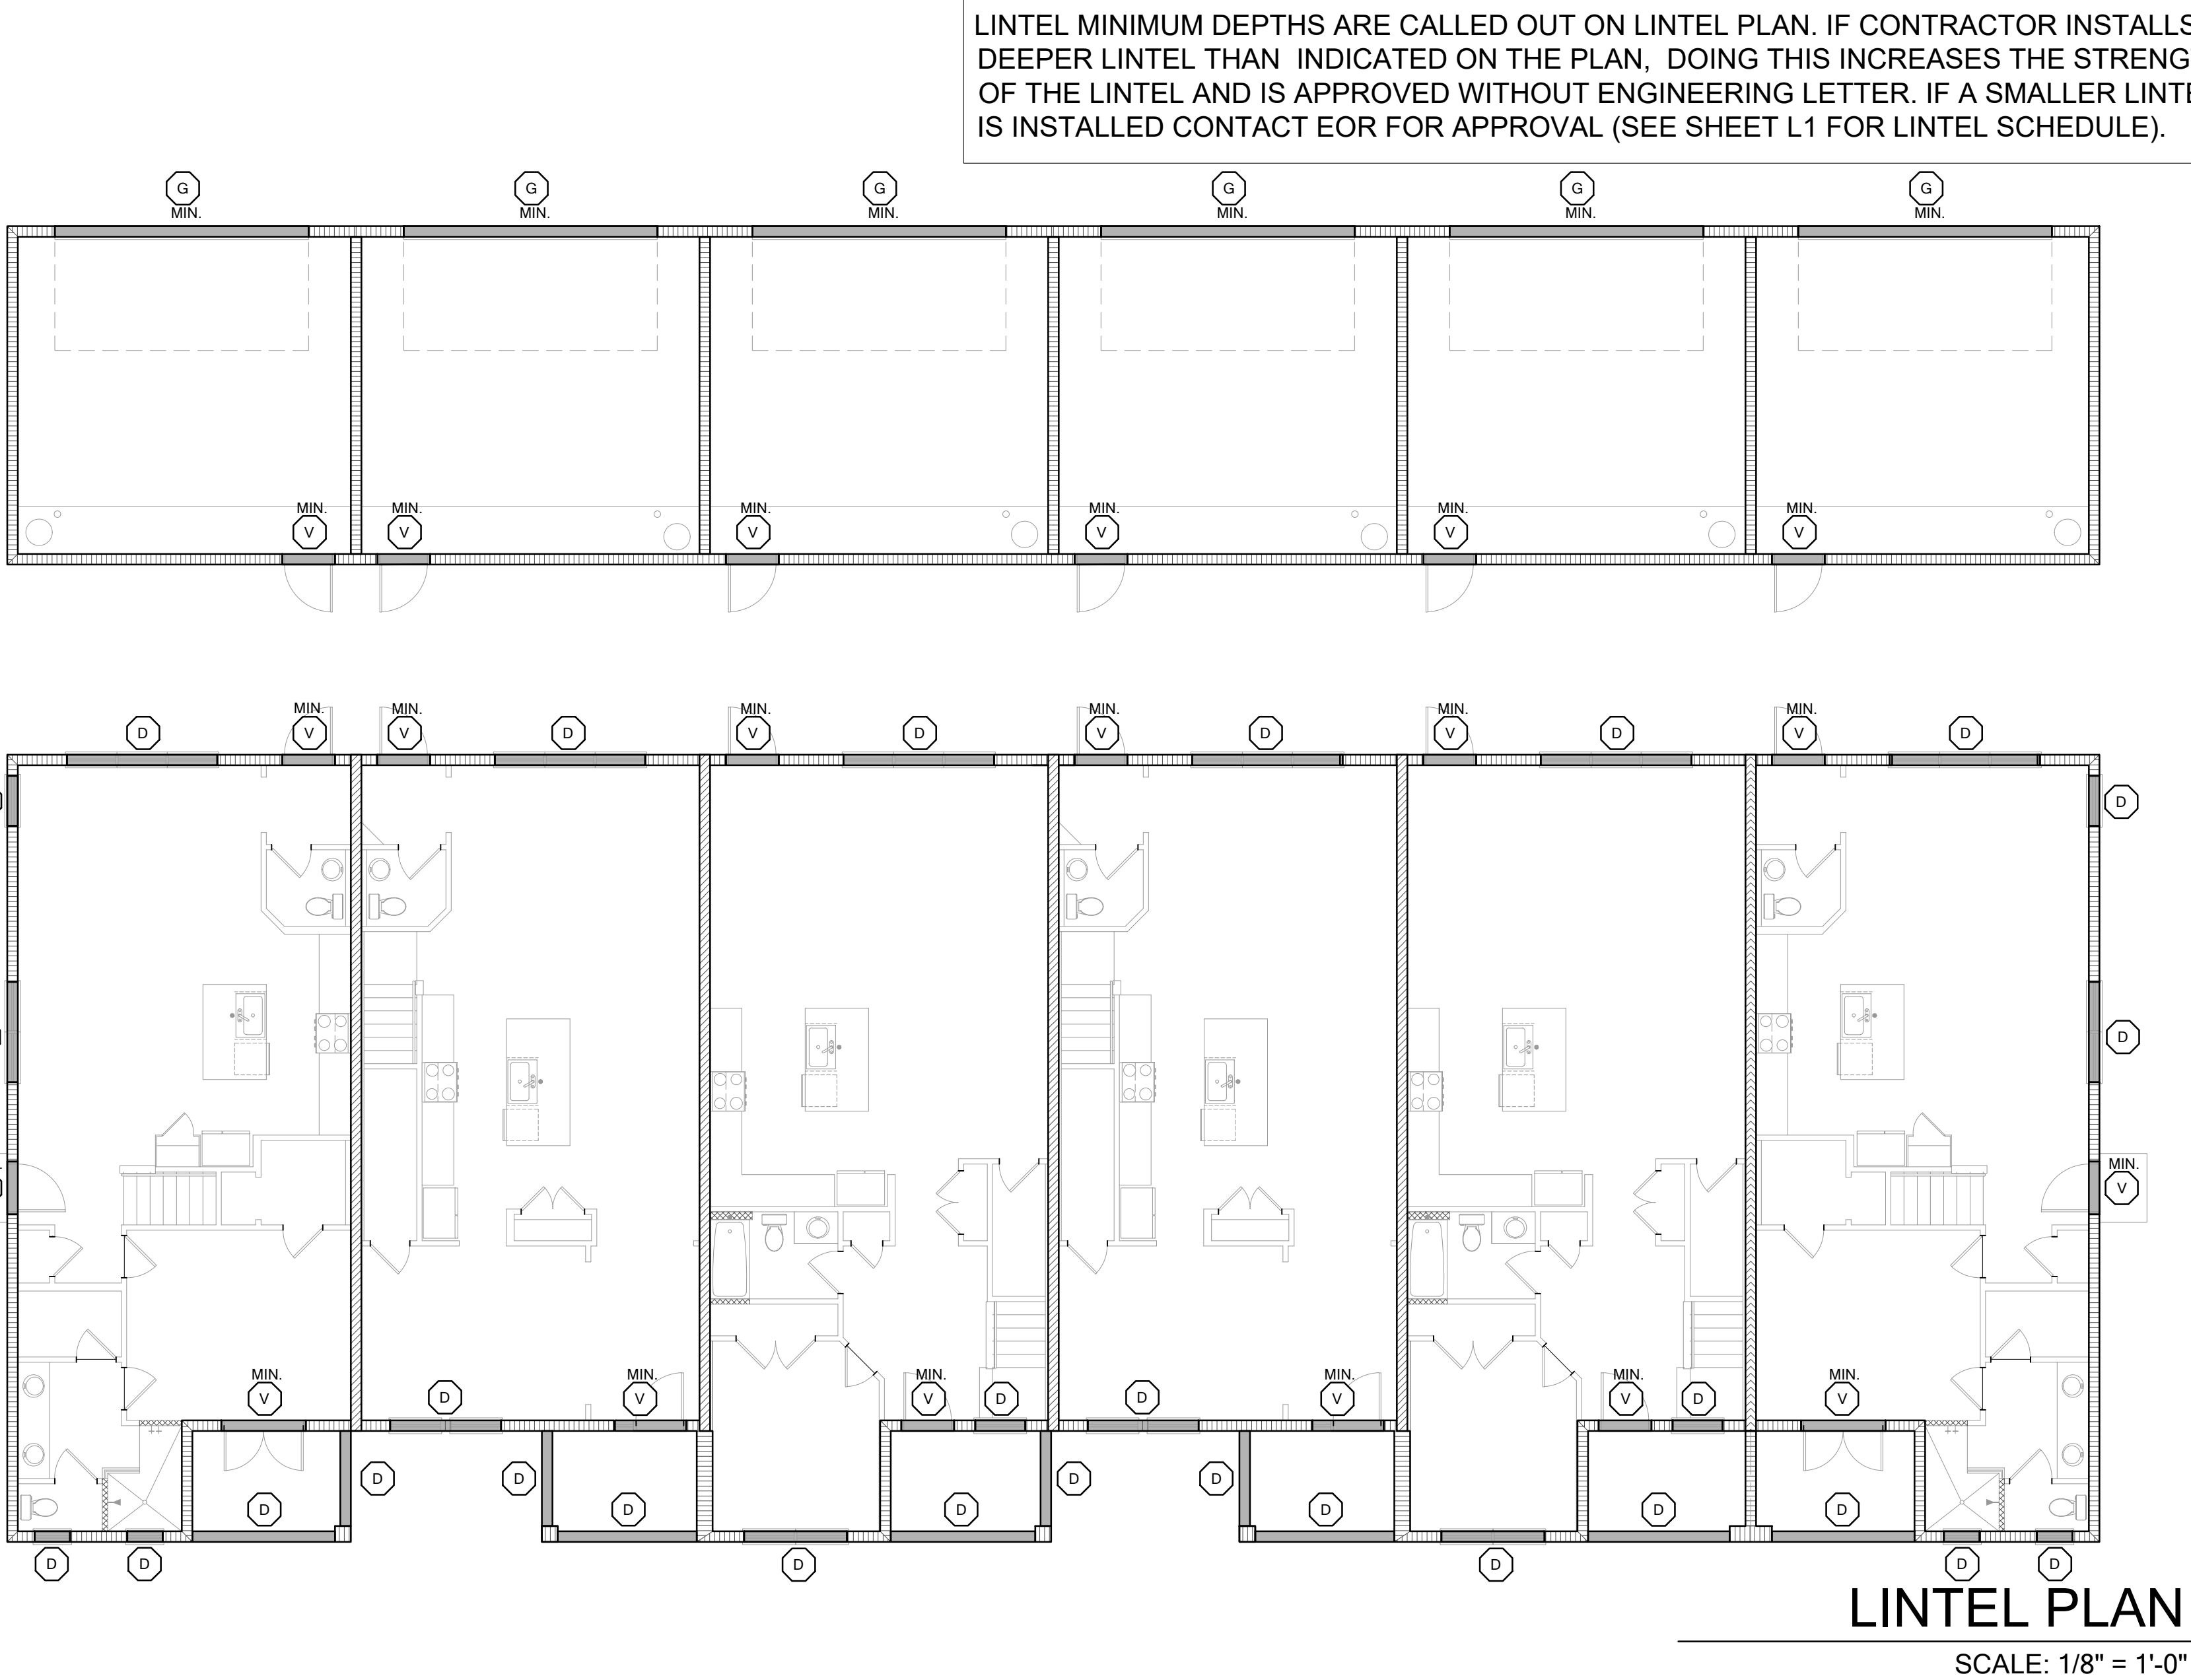 LINTEL MINIMUM DEPTHS ARE CALLED OUT ON LINTEL PLAN. IF CONTRACTOR INSTALLS
DEEPER LINTEL THAN INDICATED ON THE PLAN, DOING THIS INCREASES THE
OF THE LINTEL AND IS APPROVED WITHOUT ENGINEERING LETTER. IF A SMALLER
IS INSTALLED CONTACT EOR FOR APPROVAL (SEE SHEET L1 FOR LINTEL SCHEDULE).
G G G G G G
MIN. MIN. MIN. MIN. MIN. MIN.
MIN. MIN. MIN. MIN. MIN. MIN.
V V V V V V
MIN. MIN. MIN. MIN. MIN. MIN.
D V V D V D V D V D V D
D
D
MIN.
V
MIN. MIN. MIN. MIN. MIN. MIN.
V D V V D D V V D V
D D D D
D D D D D D
D D D D D D
LINTEL PLAN
SCALE: 1/8" = 1'-0"